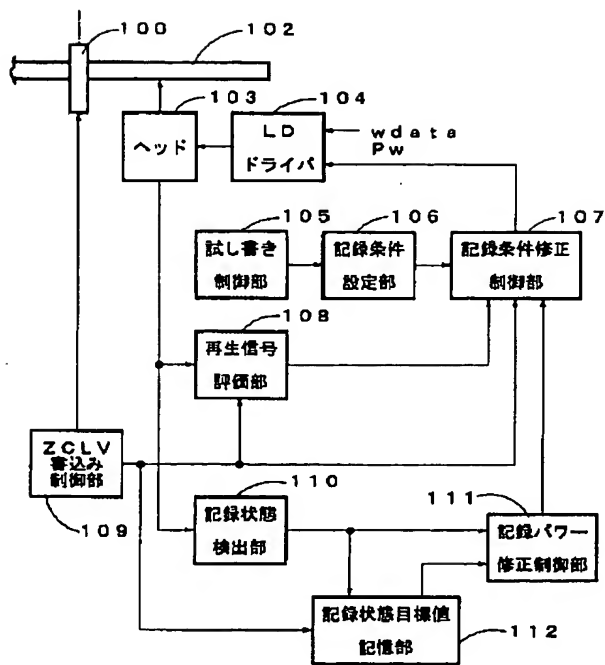 100
102
103
104
ヘッド
LD
ドライバ
wdata
Pw
105
106
107
試し書き
制御部
記録条件
設定部
記録条件修正
制御部
108
再生信号
評価部
ZCLV
書込み
制御部
109
110
記録状態
検出部
111
記録パワー
修正制御部
記録状態目標値
記憶部
112